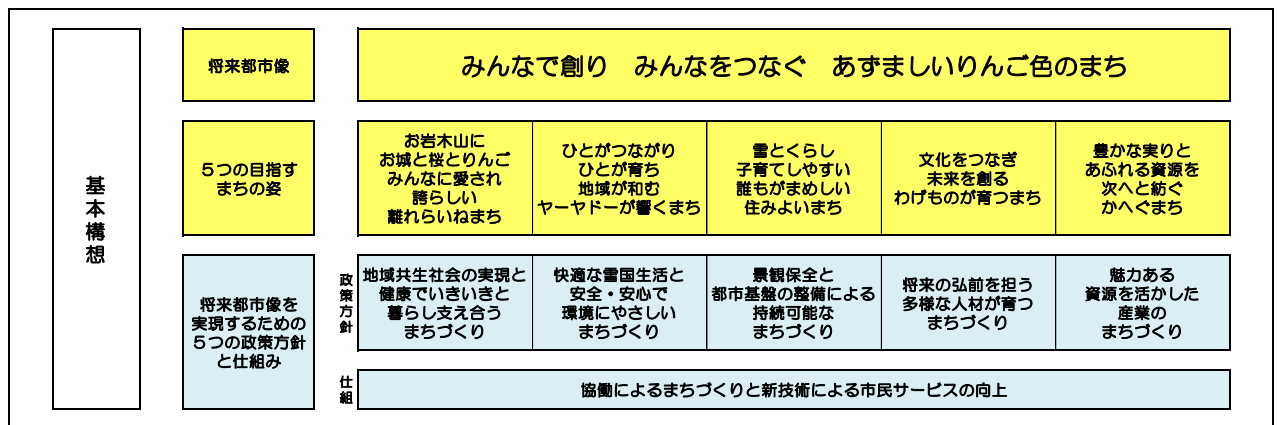 基本構想
将来都市像
みんなで創り　みんなをつなぐ　あずましいりんご色のまち
５つの目指す
まちの姿
お岩木山に
お城と桜とりんご
みんなに愛され
誇らしい
離れらいねまち
ひとがつながり
ひとが育ち
地域が和む
ヤーヤドーが響くまち
雪とくらし
子育てしやすい
誰もがまめしい
住みよいまち
文化をつなぎ
未来を創る
わげものが育つまち
豊かな実りと
あふれる資源を
次へと紡ぐ
かへぐまち
将来都市像を
実現するための
５つの政策方針
と仕組み
政策方針
地域共生社会の実現と
健康でいきいきと
暮らし支え合う
まちづくり
快適な雪国生活と
安全・安心で
環境にやさしい
まちづくり
景観保全と
都市基盤の整備による
持続可能な
まちづくり
将来の弘前を担う
多様な人材が育つ
まちづくり
魅力ある
資源を活かした
産業の
まちづくり
仕組
協働によるまちづくりと新技術による市民サービスの向上